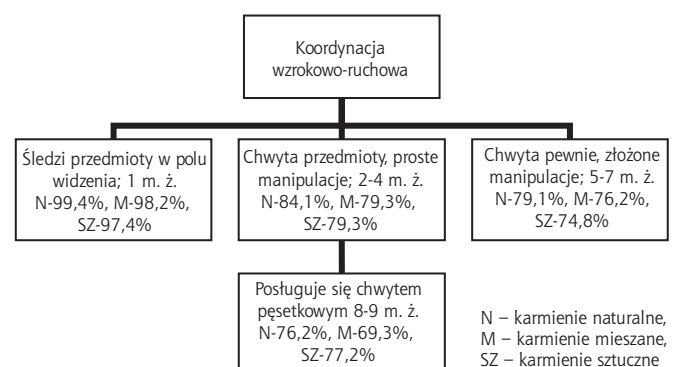 Koordynacja
wzrokowo-ruchowa
Śledzi przedmioty w polu
widzenia; 1 m. ż.
N-99,4%, M-98,2%,
SZ-97,4%
Chwyta przedmioty, proste
manipulacje; 2-4 m. ż.
N-84,1%, M-79,3%,
SZ-79,3%
Chwyta pewnie, złożone
manipulacje; 5-7 m. ż.
N-79,1%, M-76,2%,
SZ-74,8%
Posługuje się chwytem
pęsetkowym 8-9 m. ż.
N-76,2%, M-69,3%,
SZ-77,2%
N – karmienie naturalne,
M – karmienie mieszane,
SZ – karmienie sztuczne